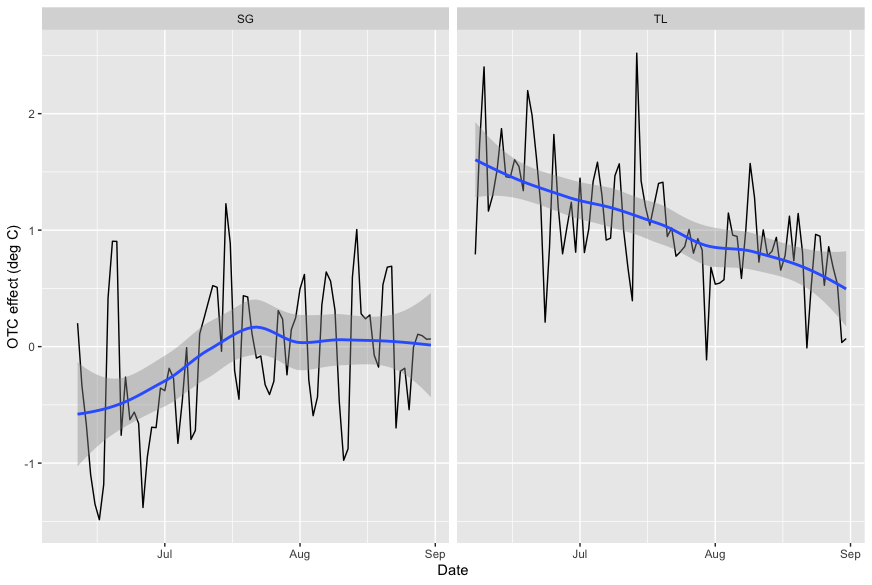 SG
TL
OTC effect (deg C)
2
1
0
-1
Jul
Aug
Sep
Jul
Aug
Sep
Date